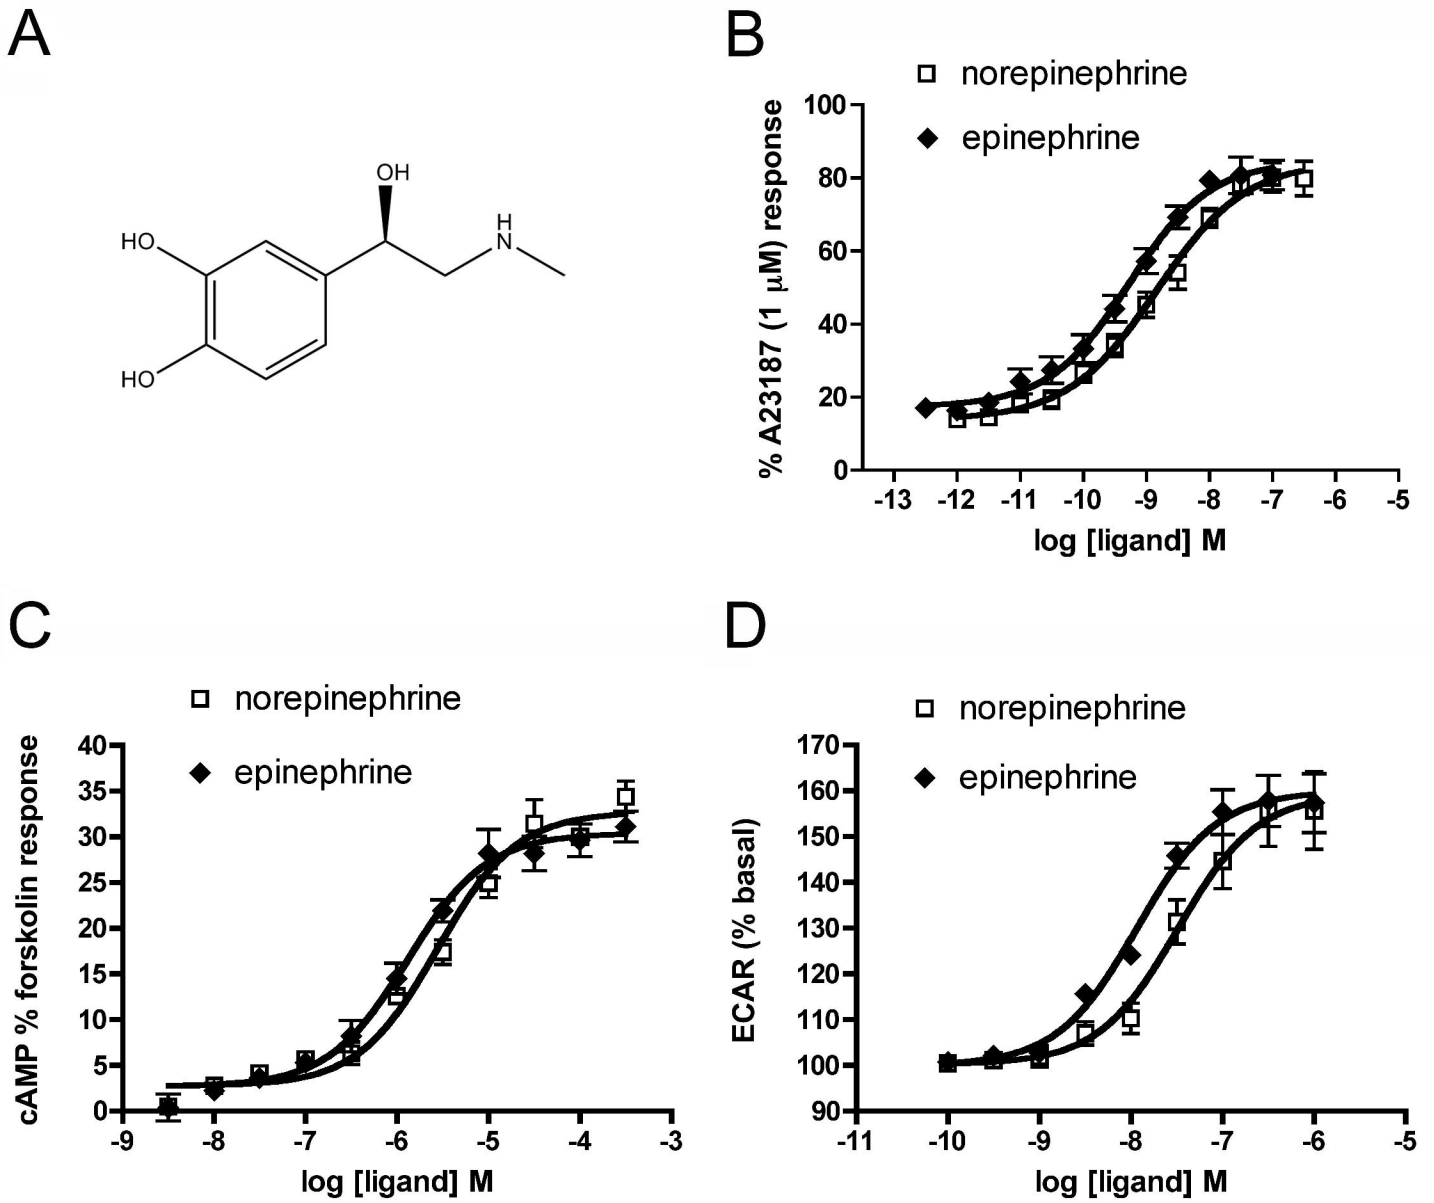 A
OH
H
N
HO
HO
B
norepinephrine
epinephrine
% A23187 (1 μM) response
100
80
60
40
20
0
-13 -12 -11 -10 -9 -8 -7 -6 -5
log [ligand] M
C
norepinephrine
epinephrine
cAMP % forskolin response
40
35
30
25
20
15
10
5
0
-9 -8 -7 -6 -5 -4 -3
log [ligand] M
D
norepinephrine
epinephrine
ECAR (% basal)
170
160
150
140
130
120
110
100
90
-11 -10 -9 -8 -7 -6 -5
log [ligand] M